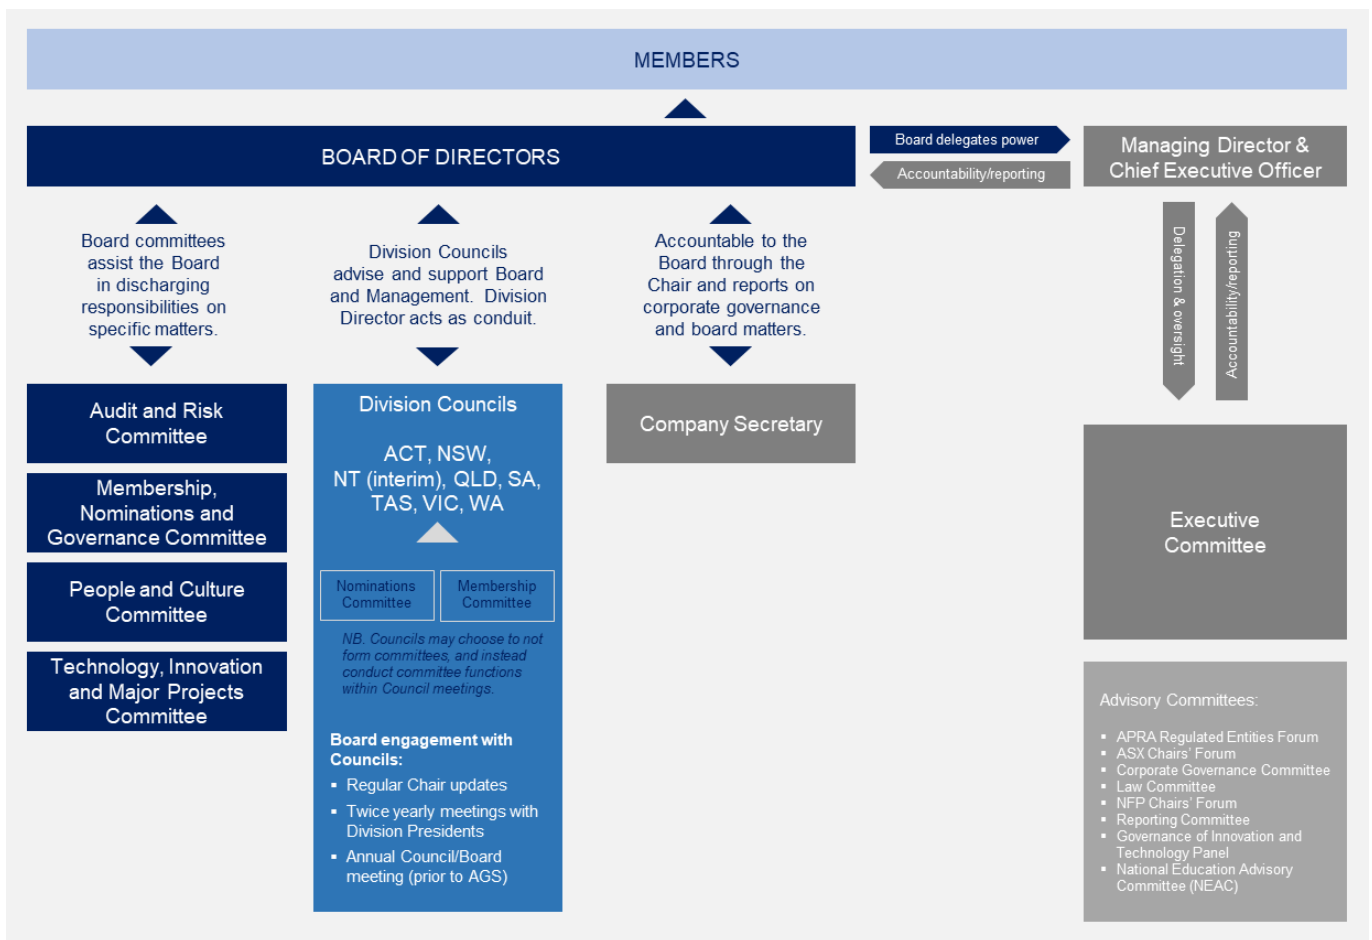 MEMBERS
BOARD OF DIRECTORS
Board delegates power
Accountability/reporting
Managing Director &
Chief Executive Officer
Board committees
assist the Board
in discharging
responsibilities on
specific matters.
Division Councils
advise and support Board
and Management. Division
Director acts as conduit.
Accountable to the
Board through the
Chair and reports on
corporate governance
and board matters.
Delegation & oversight
Accountability/reporting
Audit and Risk
Committee
Membership,
Nominations and
Governance Committee
People and Culture
Committee
Technology, Innovation
and Major Projects
Committee
Division Councils
ACT, NSW,
NT (interim), QLD, SA,
TAS, VIC, WA
Nominations
Committee
Membership
Committee
NB. Councils may choose to not
form committees, and instead
conduct committee functions
within Council meetings.
Board engagement with
Councils:
▪ Regular Chair updates
▪ Twice yearly meetings with
Division Presidents
▪ Annual Council/Board
meeting (prior to AGS)
Company Secretary
Executive
Committee
Advisory Committees:
▪ APRA Regulated Entities Forum
▪ ASX Chairs' Forum
▪ Corporate Governance Committee
▪ Law Committee
▪ NFP Chairs' Forum
▪ Reporting Committee
▪ Governance of Innovation and
Technology Panel
▪ National Education Advisory
Committee (NEAC)